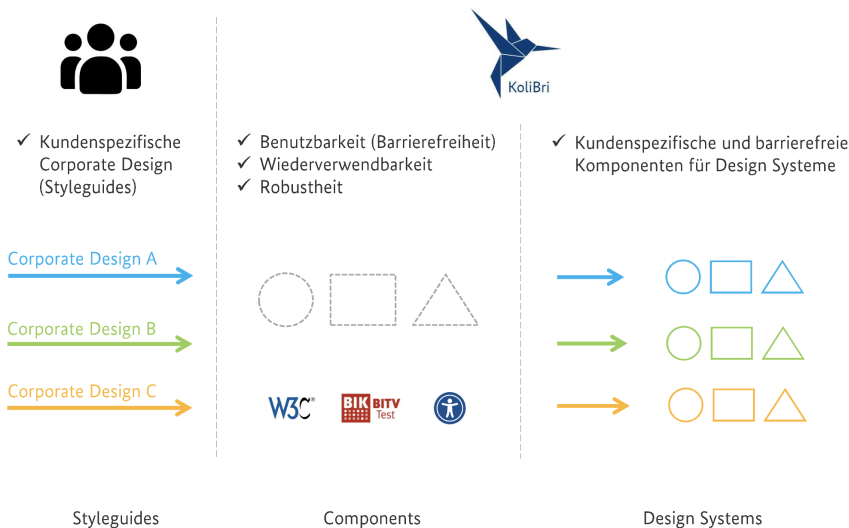 KoliBri
✓ Kundenspezifische
Corporate Design
(Styleguides)
✓ Benutzbarkeit (Barrierefreiheit)
✓ Wiederverwendbarkeit
✓ Robustheit
✓ Kundenspezifische und barrierefreie
Komponenten für Design Systeme
Corporate Design A
Corporate Design B
Corporate Design C
W3C®
BIK BITV
Test
Styleguides
Components
Design Systems